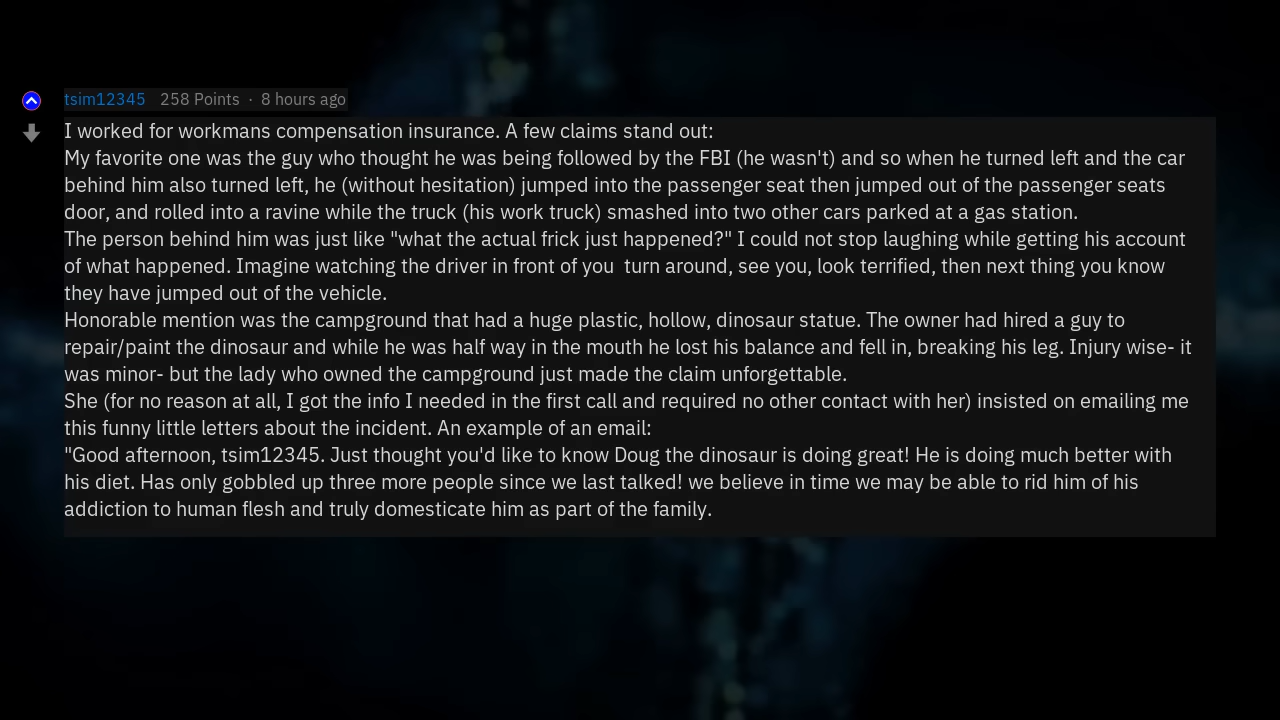 tsim12345 258 Points · 8 hours ago
I worked for workmans compensation insurance. A few claims stand out:
My favorite one was the guy who thought he was being followed by the FBI (he wasn't) and so when he turned left and the car
behind him also turned left, he (without hesitation) jumped into the passenger seat then jumped out of the passenger seats
door, and rolled into a ravine while the truck (his work truck) smashed into two other cars parked at a gas station.
The person behind him was just like "what the actual frick just happened?" I could not stop laughing while getting his account
of what happened. Imagine watching the driver in front of you  turn around, see you, look terrified, then next thing you know
they have jumped out of the vehicle.
Honorable mention was the campground that had a huge plastic, hollow, dinosaur statue. The owner had hired a guy to
repair/paint the dinosaur and while he was half way in the mouth he lost his balance and fell in, breaking his leg. Injury wise- it
was minor- but the lady who owned the campground just made the claim unforgettable.
She (for no reason at all, I got the info I needed in the first call and required no other contact with her) insisted on emailing me
this funny little letters about the incident. An example of an email:
"Good afternoon, tsim12345. Just thought you'd like to know Doug the dinosaur is doing great! He is doing much better with
his diet. Has only gobbled up three more people since we last talked! we believe in time we may be able to rid him of his
addiction to human flesh and truly domesticate him as part of the family.